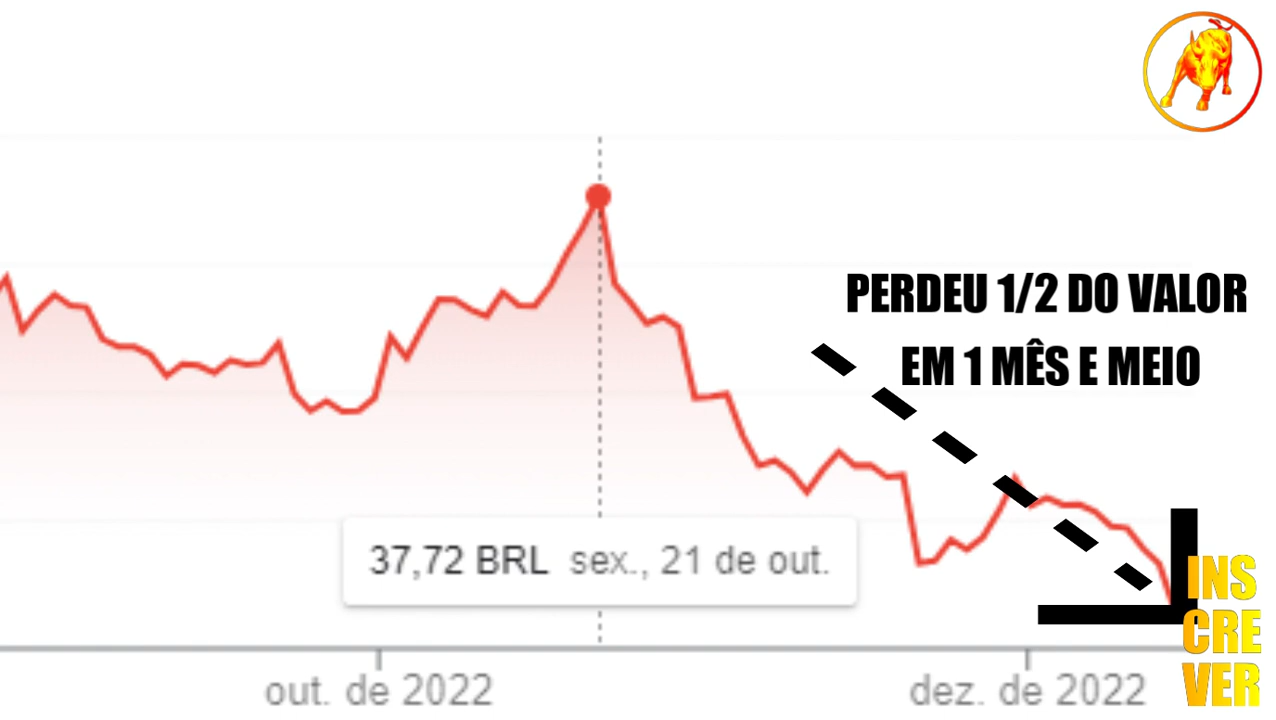 PERDEU 1/2 DO VALOR
EM 1 MÊS E MEIO
37,72 BRL sex., 21 de out.
INS
CRE
VER
out. de 2022
dez. de 2022